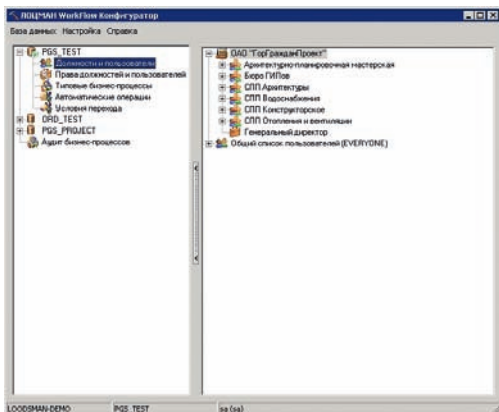 ЛОЦМАН WorkFlow Конфигуратор
База данных Настройка Справка
PGS_TEST
Должности и пользователи
Права должностей и пользователей
Типовые бизнес-процессы
Автоматические операции
Условия перехода
ORD_TEST
PGS_PROJECT
Аудит бизнес-процессов
ОАО "ГорГражданПроект"
Архитектурно-планировочная мастерская
Бюро ГИПов
СПП Архитектуры
СПП Водоснабжения
СПП Конструкторское
СПП Отопления и вентиляции
Генеральный директор
Общий список пользователей (EVERYONE)
LOODSMAN-DEMO PGS_TEST sa (sa)